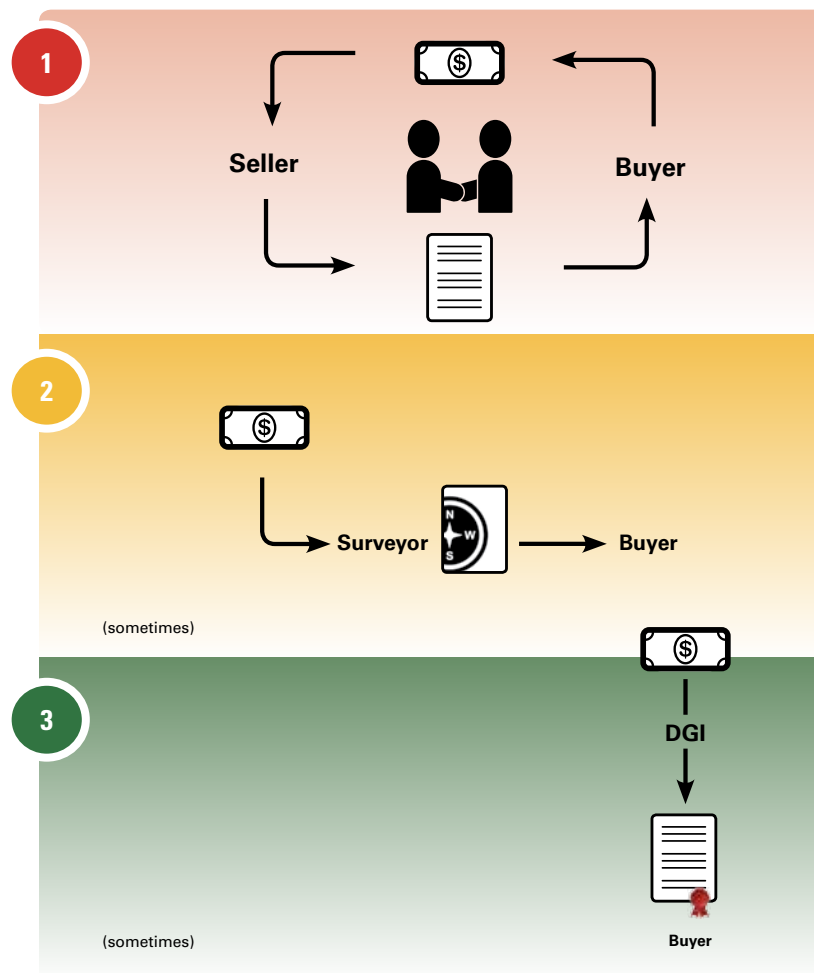 1
$
Seller
Buyer
2
$
N
W
S
Surveyor
Buyer
(sometimes)
$
3
DGI
(sometimes)
Buyer